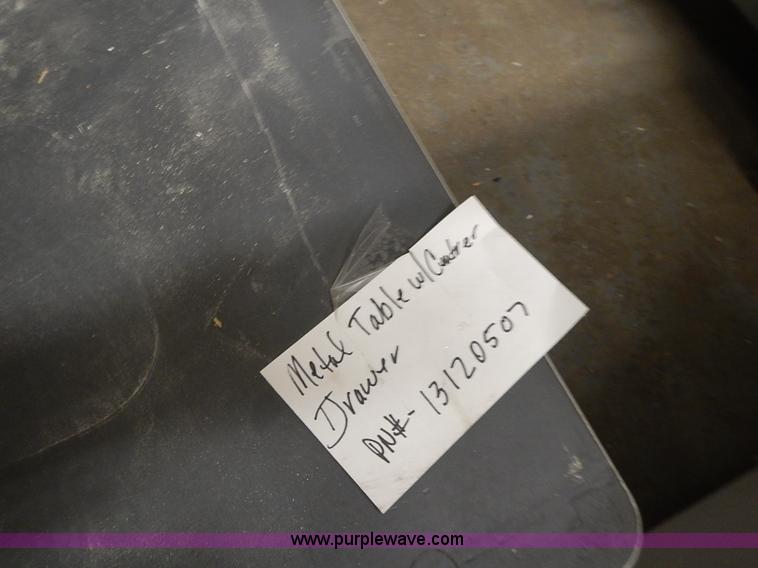 Metal Table w/Center
Drawer
PN#- 13120507
www.purplewave.com